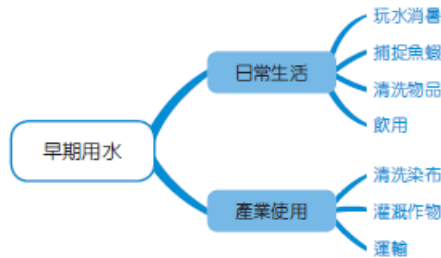 玩水消暑
捕捉魚蝦
日常生活
清洗物品
飲用
早期用水
清洗染布
產業使用
灌溉作物
運輸